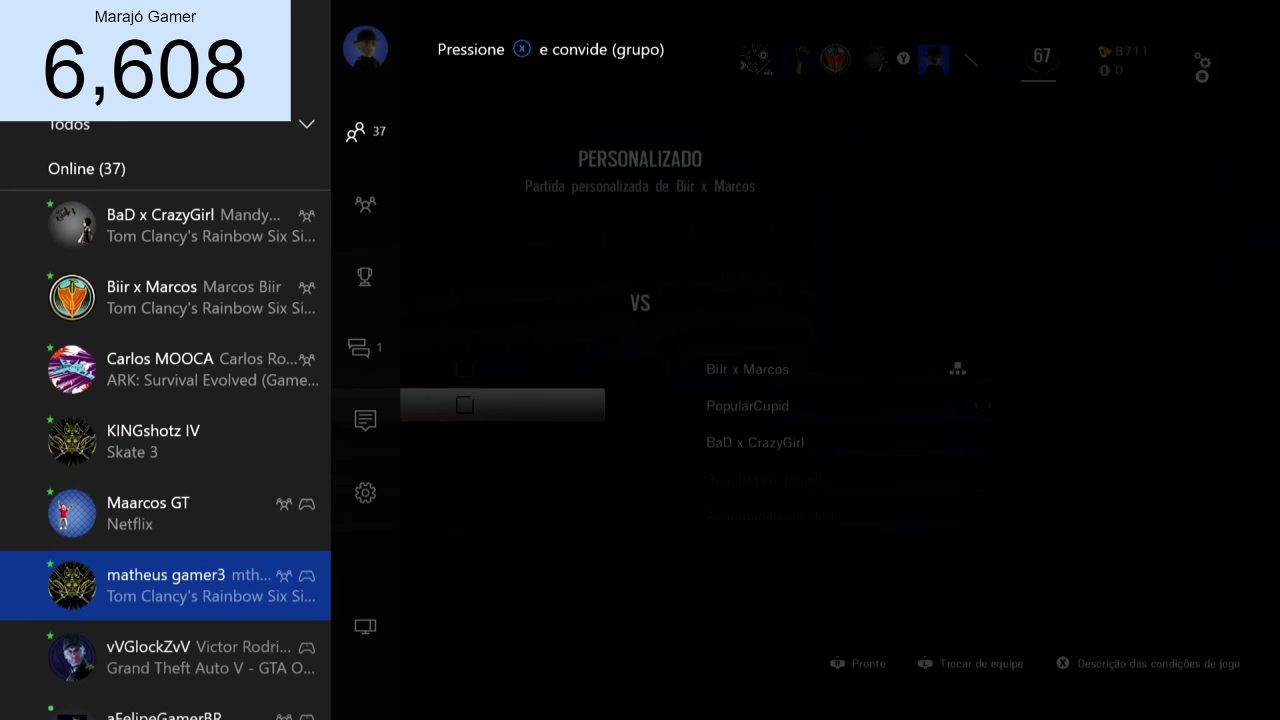 Marajó Gamer
6,608
Todos
Online (37)
BaD x CrazyGirl Mandy...
Tom Clancy's Rainbow Six Si...
Biir x Marcos Marcos Biir
Tom Clancy's Rainbow Six Si...
Carlos MOOCA Carlos Ro...
ARK: Survival Evolved (Game...
KINGshotz IV
Skate 3
Maarcos GT
Netflix
matheus gamer3 mth...
Tom Clancy's Rainbow Six Si...
vVGlockZvV Victor Rodri...
Grand Theft Auto V - GTA O...
aFelipeGamerBR
37
1
Pressione X e convide (grupo)
Y
67
8711
0
PERSONALIZADO
Partida personalizada de Biir x Marcos
VS
Biir x Marcos
PopularCupid
BaD x CrazyGirl
Pronto
Trocar de equipe
X Descrição das condições de jogo